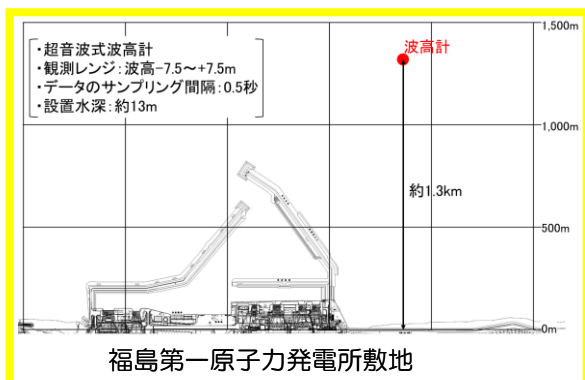 ・超音波式波高計
・観測レンジ：波高-7.5～+7.5m
・データのサンプリング間隔：0.5秒
・設置水深：約13m
波高計
約1.3km
1,500m
1,000m
500m
0m
福島第一原子力発電所敷地